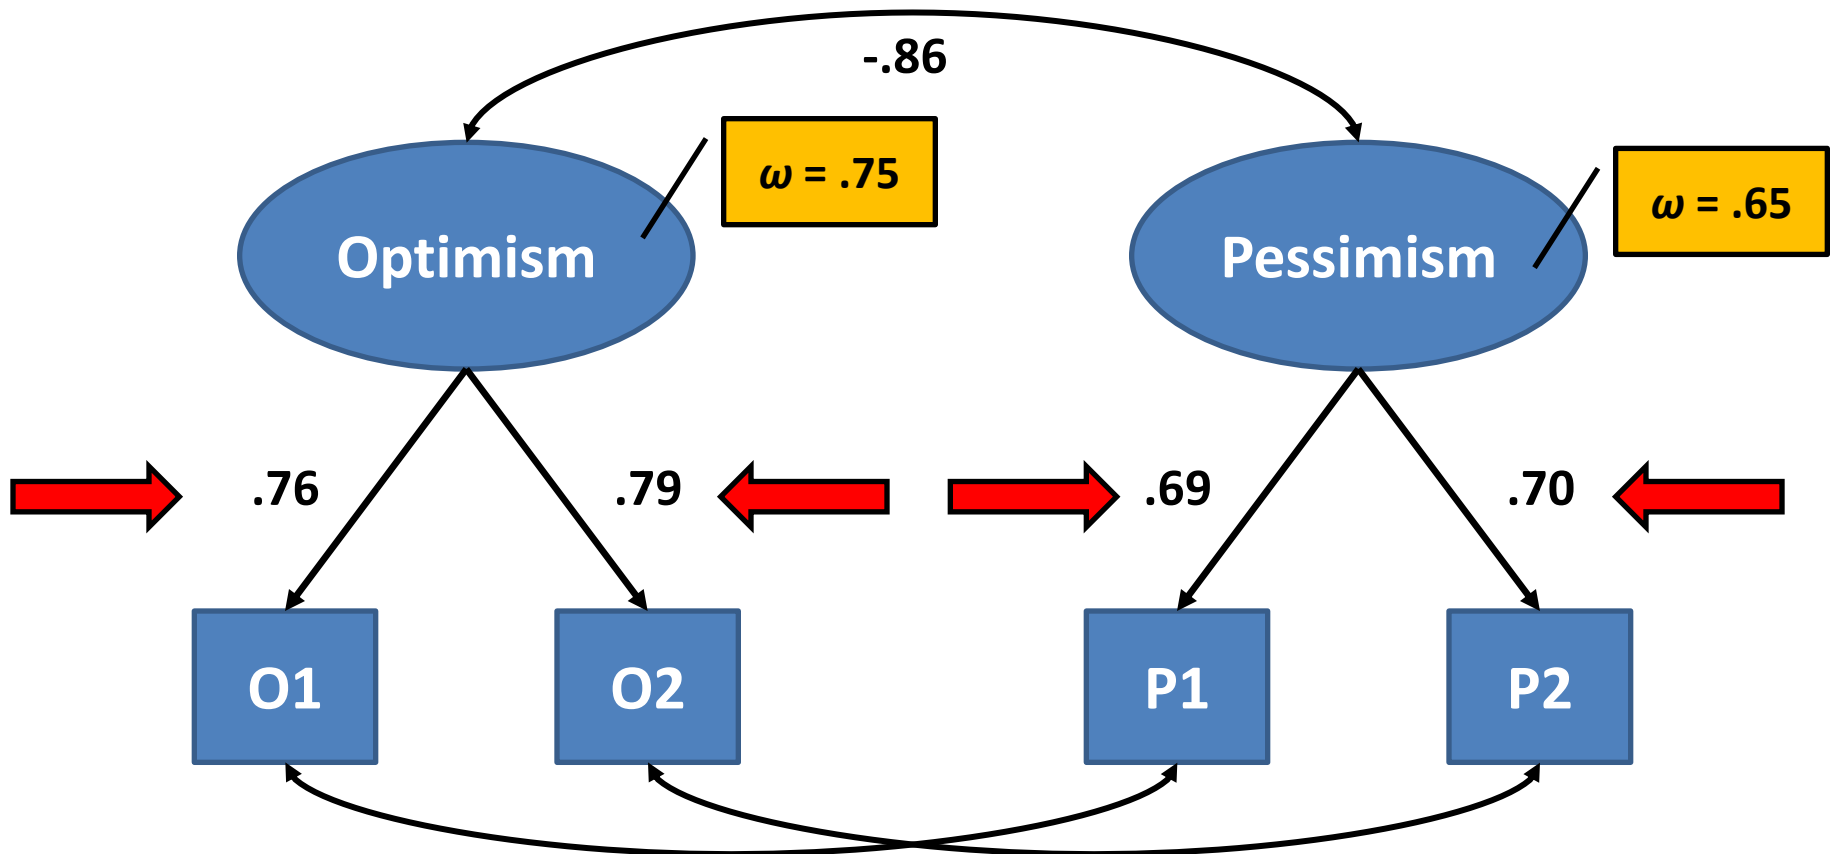 -.86
ω = .75
ω = .65
Optimism
Pessimism
.76
.79
.69
.70
O1
O2
P1
P2